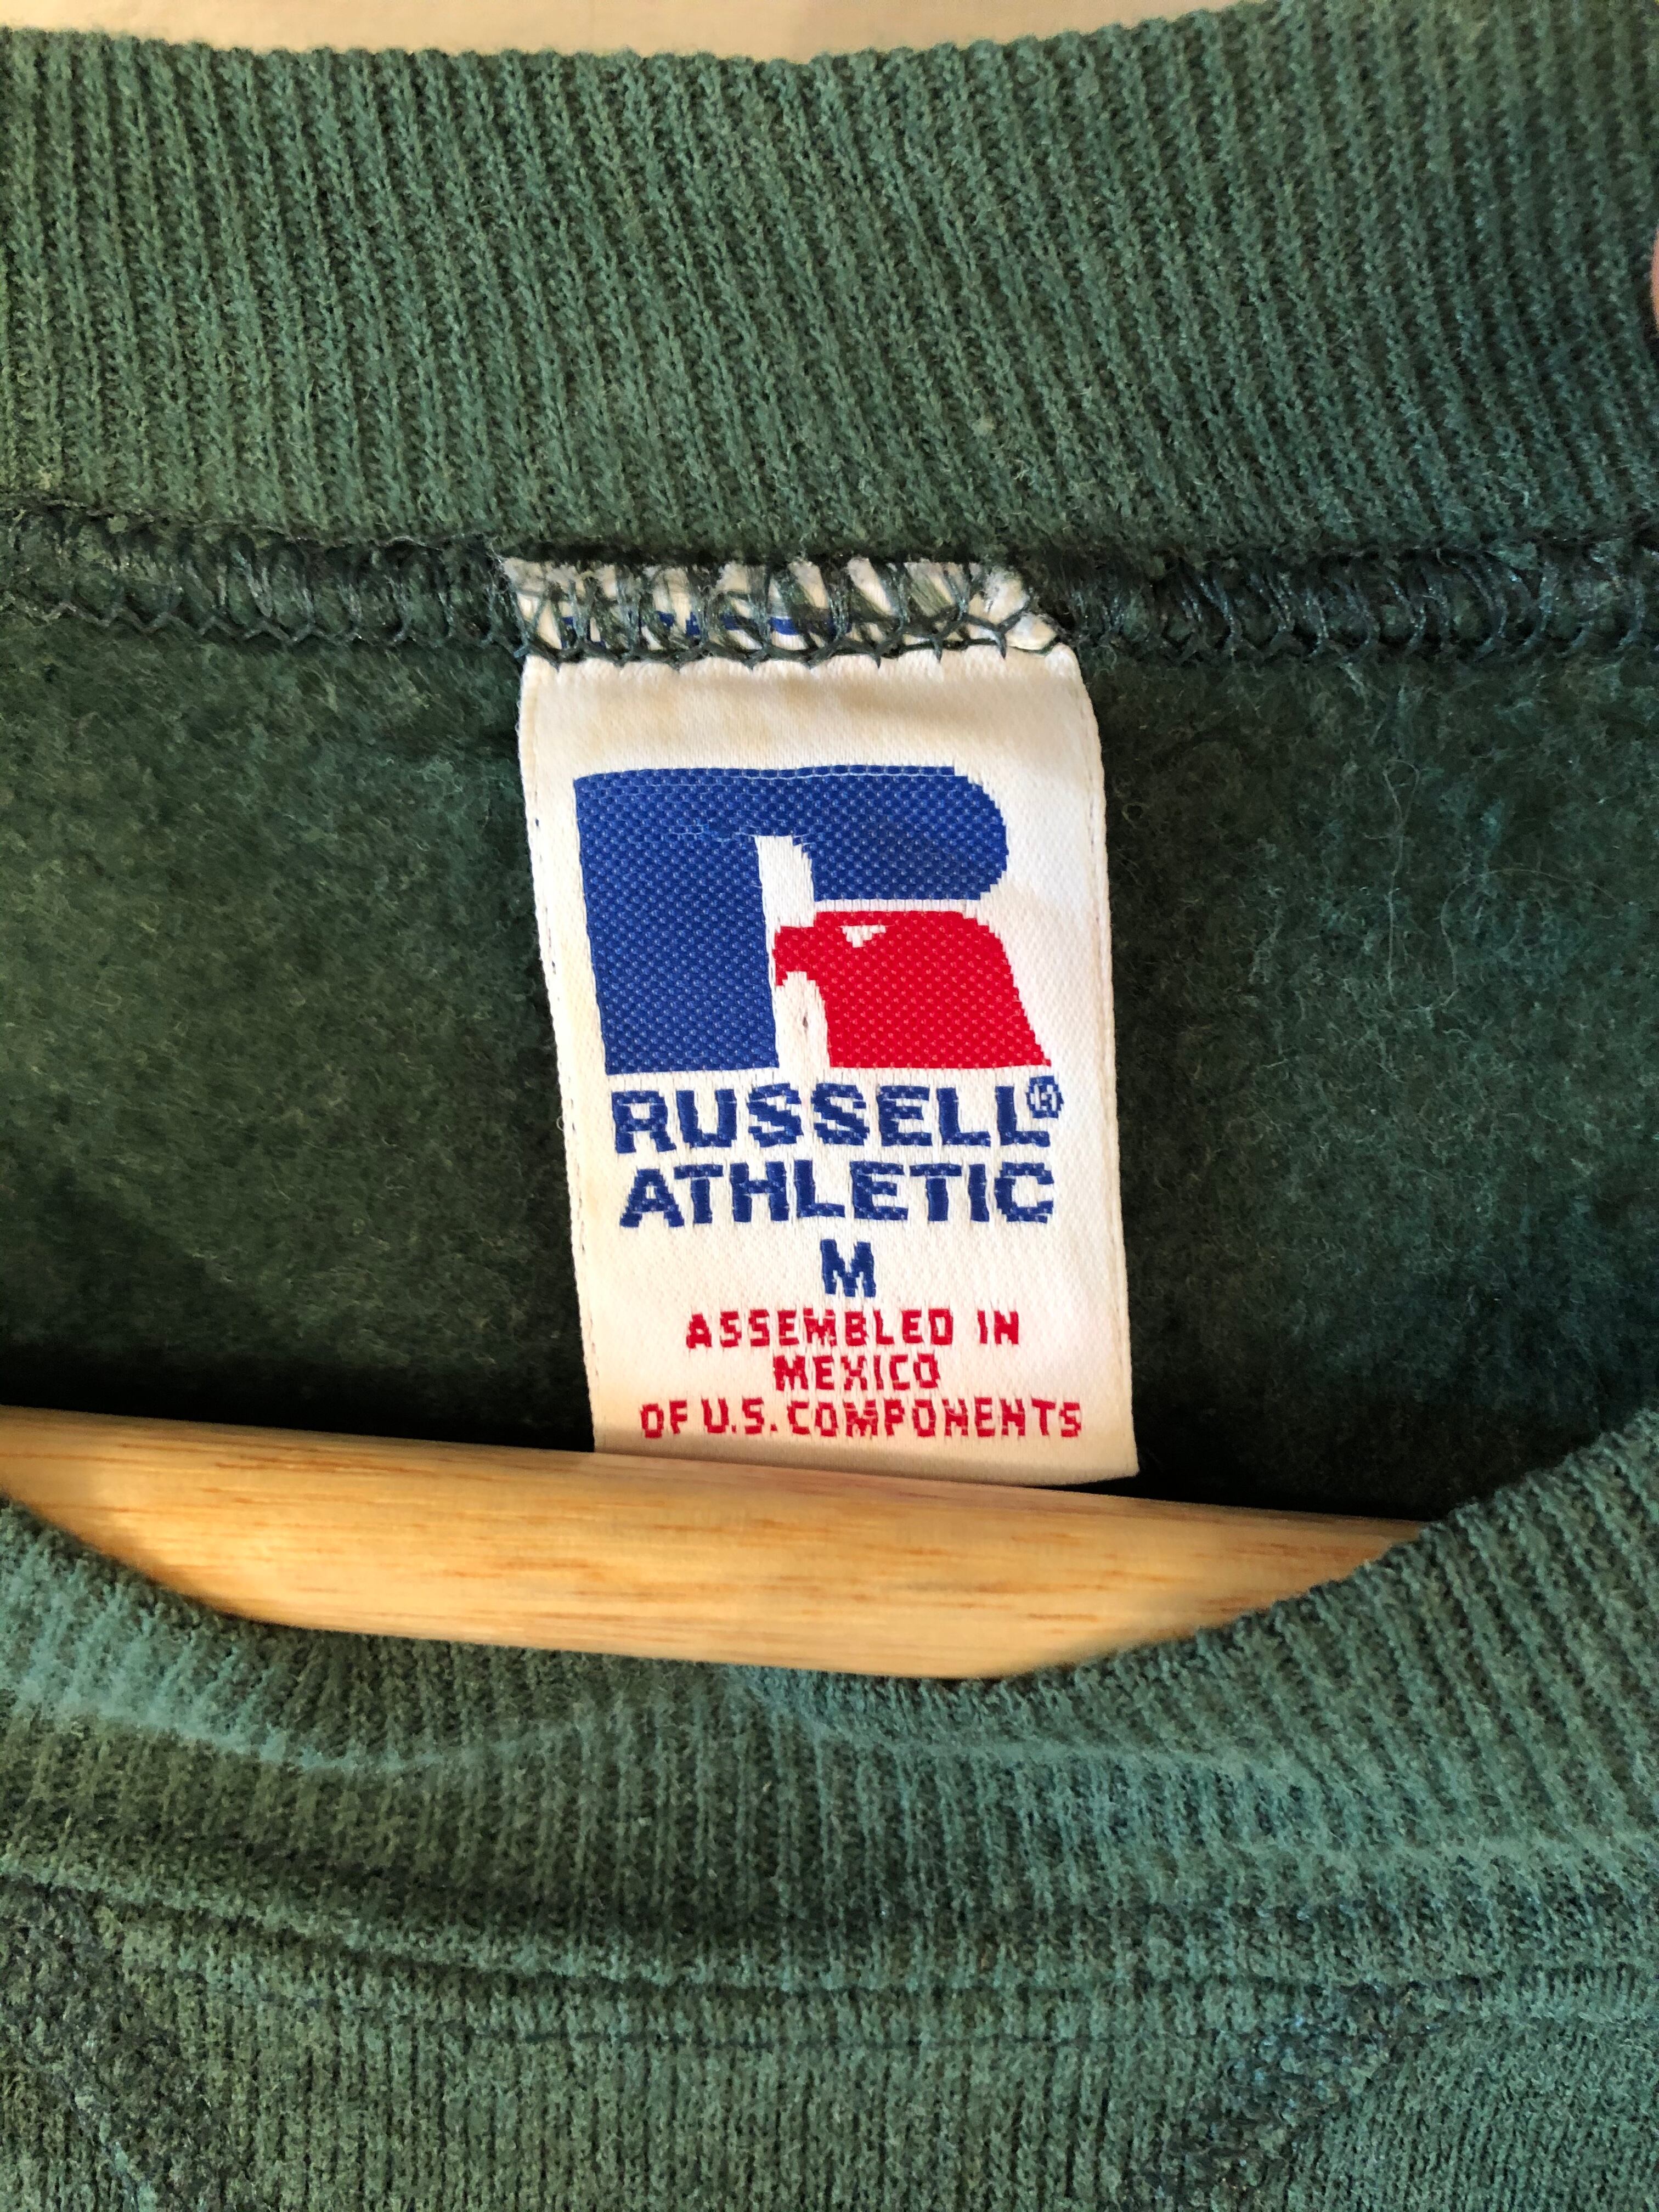 RUSSELL®
ATHLETIC
M
ASSEMBLED IN
MEXICO
OF U.S. COMPONENTS